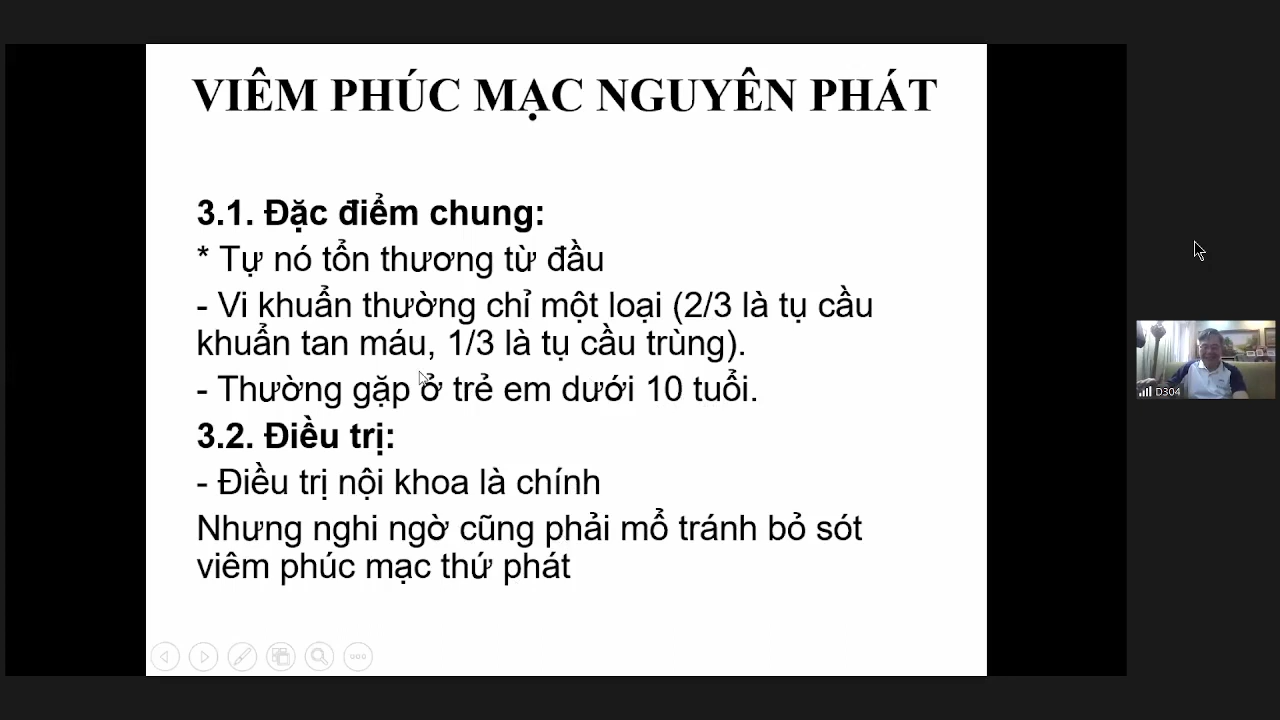 VIÊM PHÚC MẠC NGUYÊN PHÁT
3.1. Đặc điểm chung:
* Tự nó tổn thương từ đầu
- Vi khuẩn thường chỉ một loại (2/3 là tụ cầu
khuẩn tan máu, 1/3 là tụ cầu trùng).
- Thường gặp ở trẻ em dưới 10 tuổi.
3.2. Điều trị:
- Điều trị nội khoa là chính
Nhưng nghi ngờ cũng phải mổ tránh bỏ sót
viêm phúc mạc thứ phát
D304